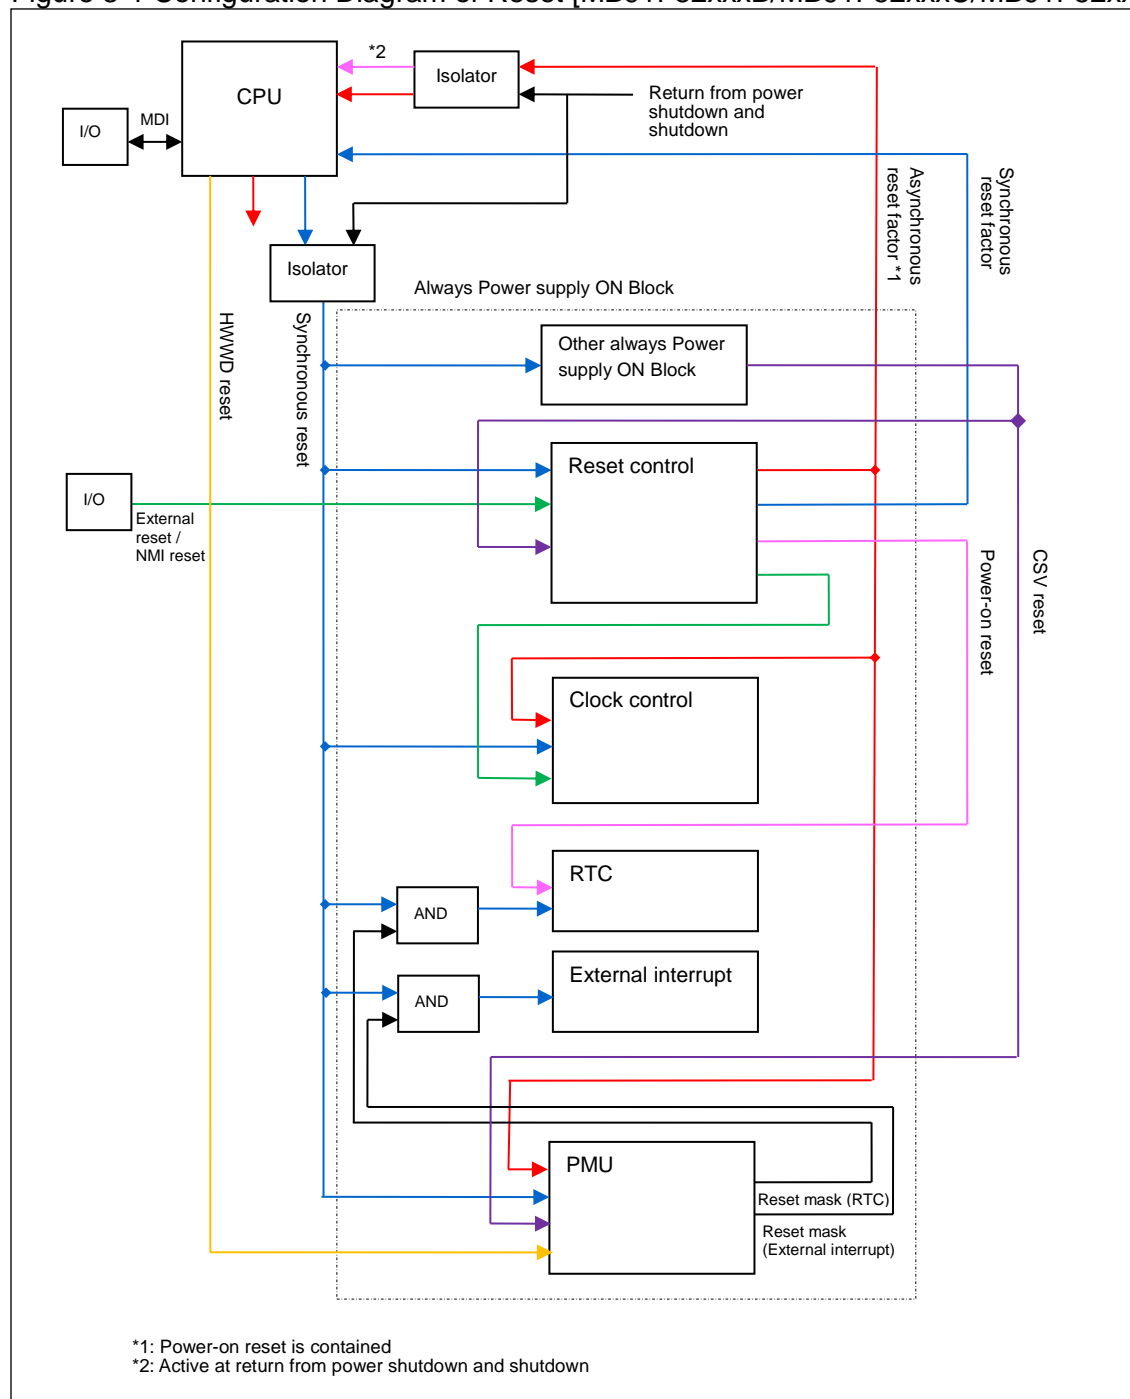 *2
CPU
Isolator
Return from power
shutdown and
shutdown
I/O
MDI
Asynchronous
reset factor *1
Synchronous
reset factor
Isolator
Always Power supply ON Block
HWWD reset
Synchronous reset
Other always Power
supply ON Block
Reset control
I/O
External
reset /
NMI reset
Power-on reset
CSV reset
Clock control
RTC
AND
External interrupt
AND
PMU
Reset mask (RTC)
Reset mask
(External interrupt)
*1: Power-on reset is contained
*2: Active at return from power shutdown and shutdown